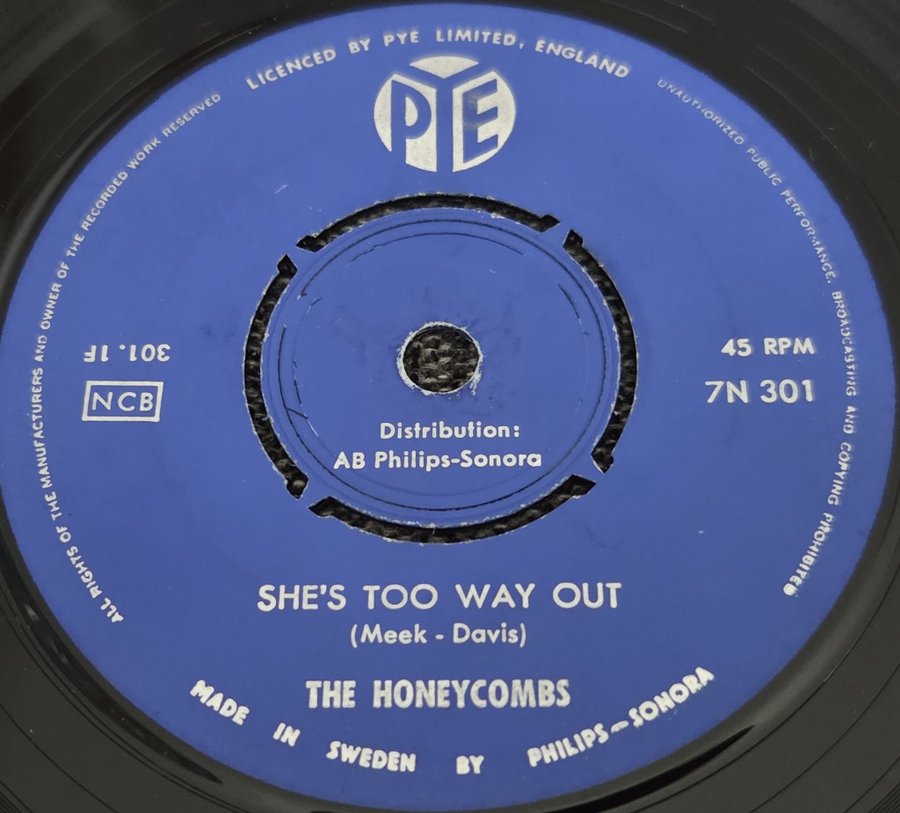 LICENCED BY PYE LIMITED, ENGLAND
UNAUTHORIZED PUBLIC PERFORMANCE, BROADCASTING AND COPYING PROHIBITED
ALL RIGHTS OF THE MANUFACTURERS AND OWNER OF THE RECORDED WORK RESERVED
PYE
301.1F
NCB
45 RPM
7N 301
Distribution:
AB Philips-Sonora
SHE'S TOO WAY OUT
(Meek - Davis)
THE HONEYCOMBS
MADE IN SWEDEN BY PHILIPS-SONORA